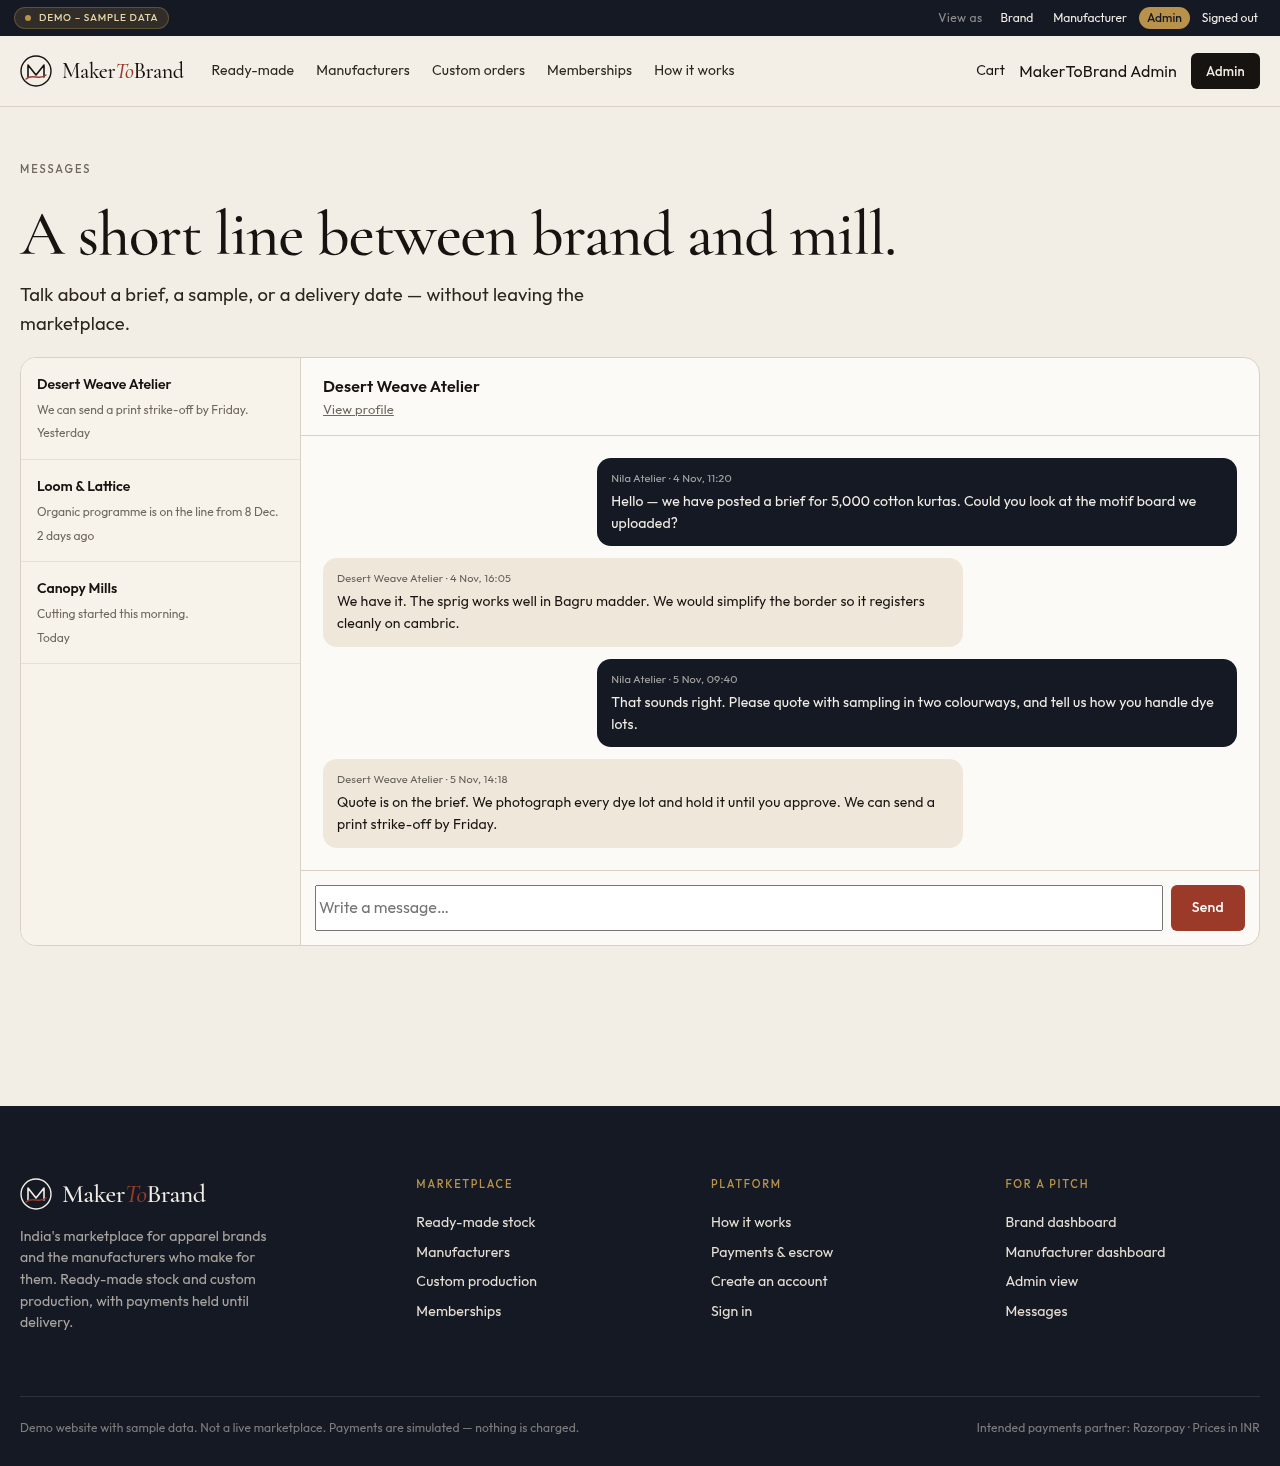 DEMO – SAMPLE DATA
View as Brand Manufacturer Admin Signed out
MakerToBrand Ready-made Manufacturers Custom orders Memberships How it works Cart MakerToBrand Admin Admin
MESSAGES
A short line between brand and mill.
Talk about a brief, a sample, or a delivery date — without leaving the
marketplace.
Desert Weave Atelier
We can send a print strike-off by Friday.
Yesterday
Loom & Lattice
Organic programme is on the line from 8 Dec.
2 days ago
Canopy Mills
Cutting started this morning.
Today
Desert Weave Atelier
View profile
Nila Atelier · 4 Nov, 11:20
Hello — we have posted a brief for 5,000 cotton kurtas. Could you look at the motif board we
uploaded?
Desert Weave Atelier · 4 Nov, 16:05
We have it. The sprig works well in Bagru madder. We would simplify the border so it registers
cleanly on cambric.
Nila Atelier · 5 Nov, 09:40
That sounds right. Please quote with sampling in two colourways, and tell us how you handle dye
lots.
Desert Weave Atelier · 5 Nov, 14:18
Quote is on the brief. We photograph every dye lot and hold it until you approve. We can send a
print strike-off by Friday.
Write a message…
Send
MakerToBrand
India's marketplace for apparel brands
and the manufacturers who make for
them. Ready-made stock and custom
production, with payments held until
delivery.
MARKETPLACE
Ready-made stock
Manufacturers
Custom production
Memberships
PLATFORM
How it works
Payments & escrow
Create an account
Sign in
FOR A PITCH
Brand dashboard
Manufacturer dashboard
Admin view
Messages
Demo website with sample data. Not a live marketplace. Payments are simulated — nothing is charged.
Intended payments partner: Razorpay · Prices in INR